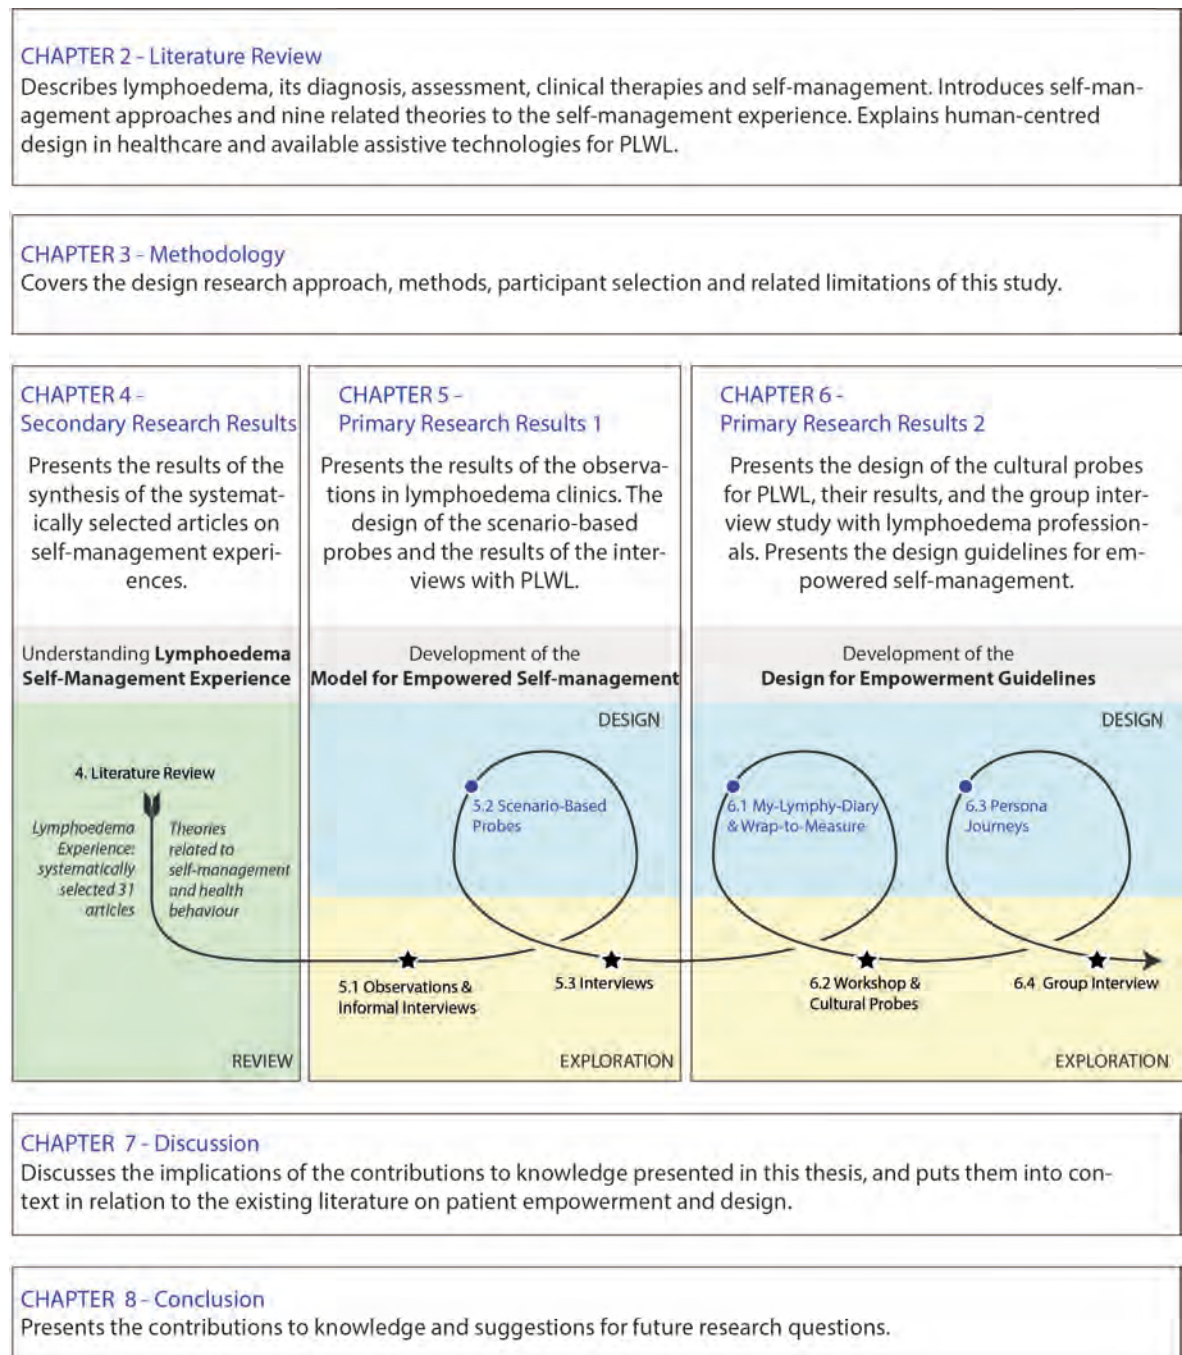 CHAPTER 2 - Literature Review
Describes lymphoedema, its diagnosis, assessment, clinical therapies and self-management. Introduces self-man-
agement approaches and nine related theories to the self-management experience. Explains human-centred
design in healthcare and available assistive technologies for PLWL.
CHAPTER 3 - Methodology
Covers the design research approach, methods, participant selection and related limitations of this study.
CHAPTER 4 -
Secondary Research Results
Presents the results of the
synthesis of the systemat-
ically selected articles on
self-management experi-
ences.
Understanding Lymphoedema
Self-Management Experience
4. Literature Review
Lymphoedema
Experience:
systematically
selected 31
articles
Theories
related to
self-management
and health
behaviour
REVIEW
CHAPTER 5 -
Primary Research Results 1
Presents the results of the observa-
tions in lymphoedema clinics. The
design of the scenario-based
probes and the results of the inter-
views with PLWL.
Development of the
Model for Empowered Self-management
DESIGN
5.2 Scenario-Based
Probes
5.1 Observations &
Informal Interviews
5.3 Interviews
EXPLORATION
CHAPTER 6 -
Primary Research Results 2
Presents the design of the cultural probes
for PLWL, their results, and the group inter-
view study with lymphoedema profession-
als. Presents the design guidelines for em-
powered self-management.
Development of the
Design for Empowerment Guidelines
DESIGN
6.1 My-Lymphy-Diary
& Wrap-to-Measure
6.3 Persona
Journeys
6.2 Workshop &
Cultural Probes
6.4 Group Interview
EXPLORATION
CHAPTER 7 - Discussion
Discusses the implications of the contributions to knowledge presented in this thesis, and puts them into con-
text in relation to the existing literature on patient empowerment and design.
CHAPTER 8 - Conclusion
Presents the contributions to knowledge and suggestions for future research questions.